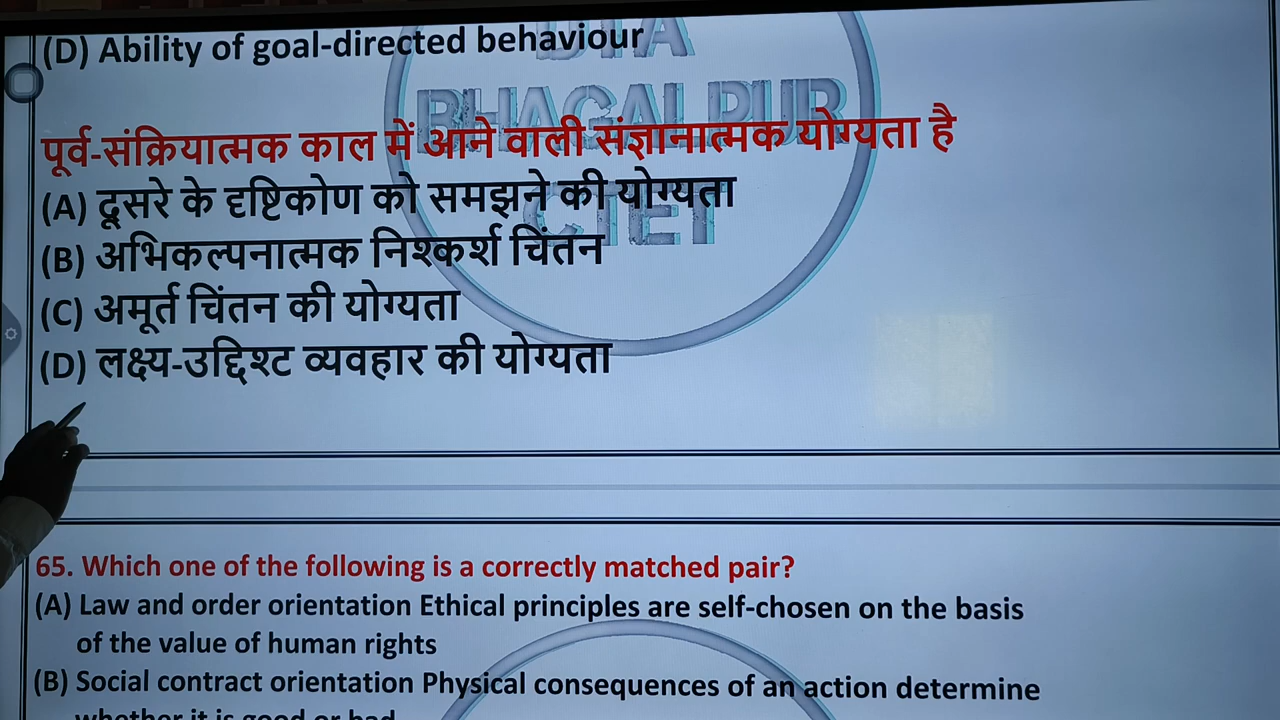 (D) Ability of goal-directed behaviour
DIFA
BHAGALPUR
CTET
पूर्व-संक्रियात्मक काल में आने वाली संज्ञानात्मक योग्यता है
(A) दूसरे के दृष्टिकोण को समझने की योग्यता
(B) अभिकल्पनात्मक निश्कर्श चिंतन
(C) अमूर्त चिंतन की योग्यता
(D) लक्ष्य-उद्दिश्ट व्यवहार की योग्यता
65. Which one of the following is a correctly matched pair?
(A) Law and order orientation Ethical principles are self-chosen on the basis
of the value of human rights
(B) Social contract orientation Physical consequences of an action determine
whether it is good or bad